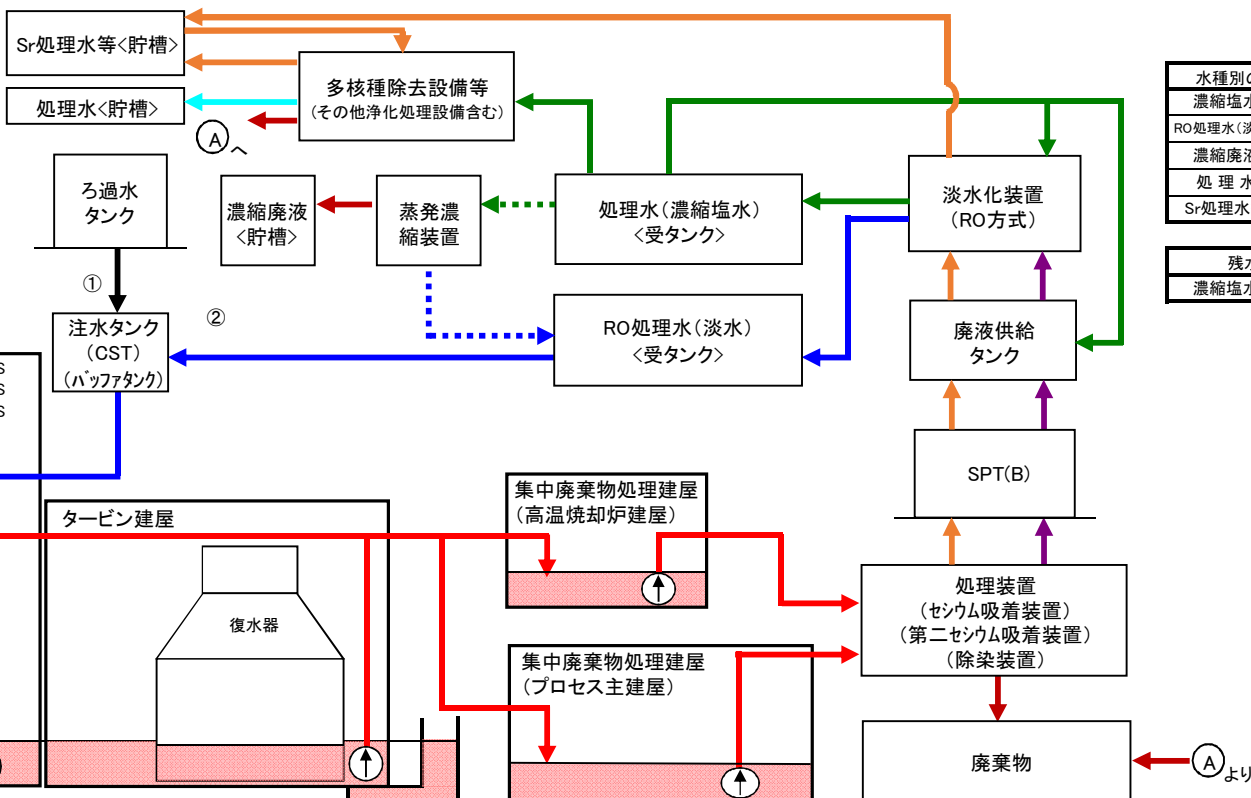 Sr処理水等<貯槽>
処理水<貯槽>
多核種除去設備等
(その他浄化処理設備含む)
Aへ
水種別の
濃縮塩水
RO処理水(淡
濃縮廃液
処 理 水
Sr処理水
残水
濃縮塩水
ろ過水
タンク
濃縮廃液
<貯槽>
蒸発濃
縮装置
処理水(濃縮塩水)
<受タンク>
淡水化装置
(RO方式)
①
②
注水タンク
(CST)
(バッファタンク)
RO処理水(淡水)
<受タンク>
廃液供給
タンク
S
S
S
SPT(B)
タービン建屋
復水器
集中廃棄物処理建屋
(高温焼却炉建屋)
処理装置
(セシウム吸着装置)
(第二セシウム吸着装置)
(除染装置)
集中廃棄物処理建屋
(プロセス主建屋)
廃棄物
Aより